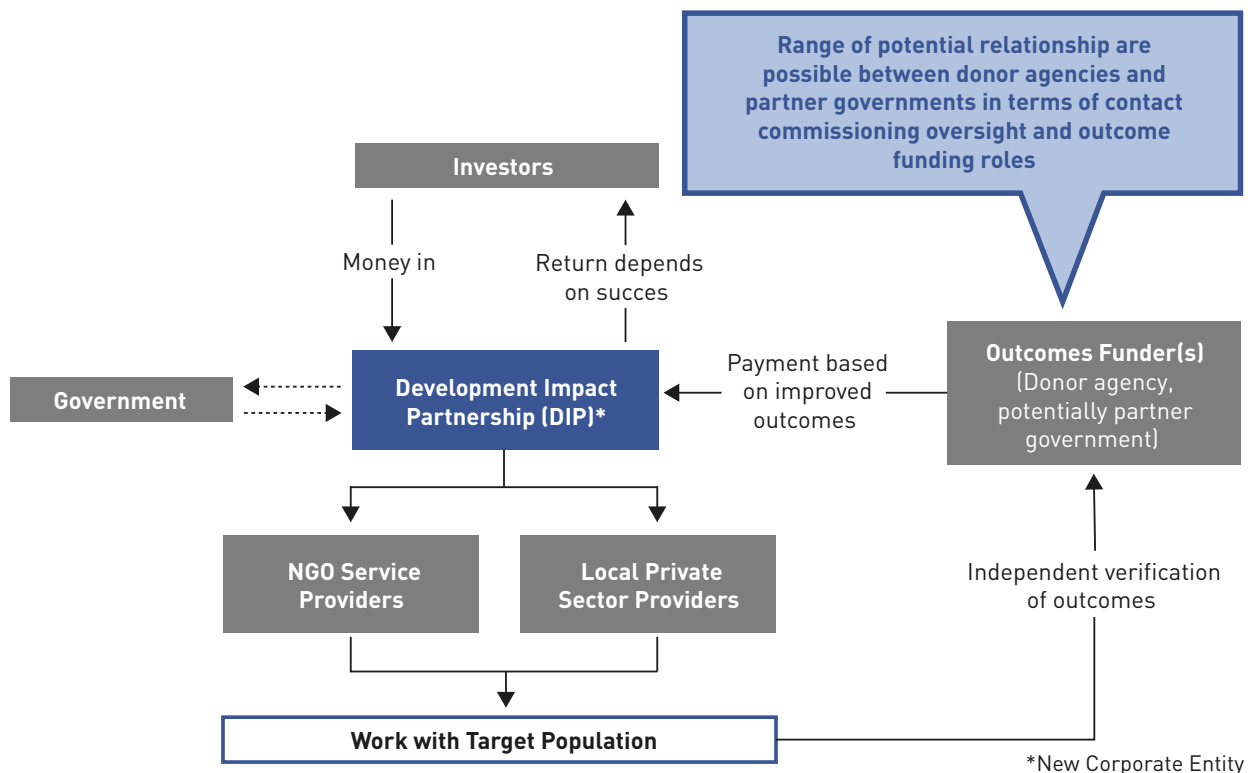 Range of potential relationship are
possible between donor agencies and
partner governments in terms of contact
commissioning oversight and outcome
funding roles
Investors
Money in
Return depends
on succes
Government
Development Impact
Partnership (DIP)*
Payment based
on improved
outcomes
Outcomes Funder(s)
(Donor agency,
potentially partner
government)
NGO Service
Providers
Local Private
Sector Providers
Independent verification
of outcomes
Work with Target Population
*New Corporate Entity